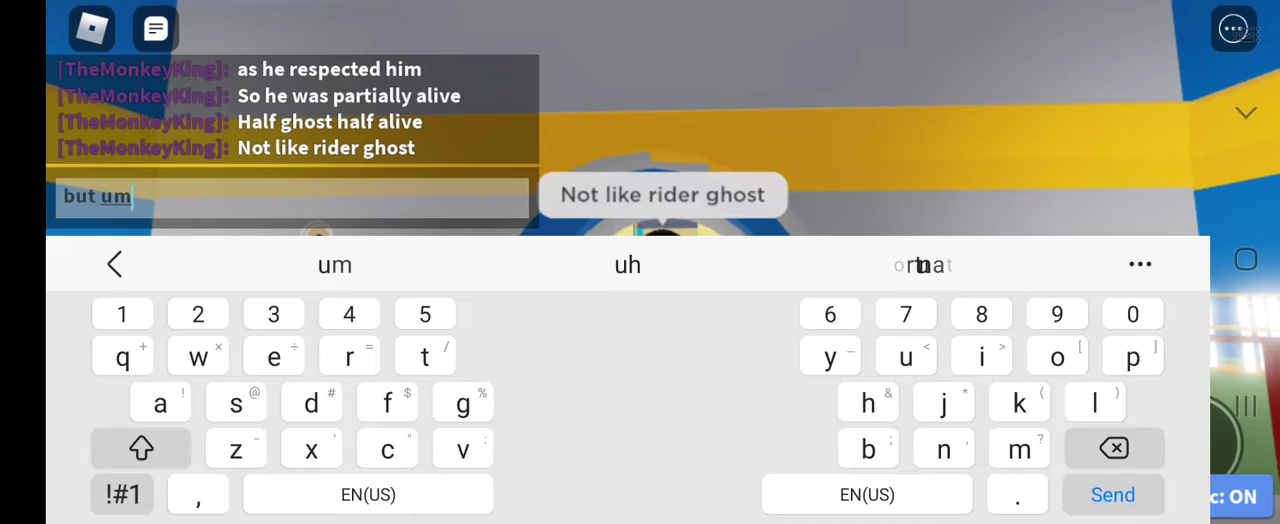 [TheMonkeyKing]: as he respected him
[TheMonkeyKing]: So he was partially alive
[TheMonkeyKing]: Half ghost half alive
[TheMonkeyKing]: Not like rider ghost
but um
Not like rider ghost
um uh
1 2 3 4 5 6 7 8 9 0
q + w × e ÷ r = t / y _ u < i > o [ p ]
a ! s @ d # f $ g % h & j * k ( l )
z - x ' c " v : b ; n , m ?
!#1 , EN(US) EN(US) . Send
c: ON